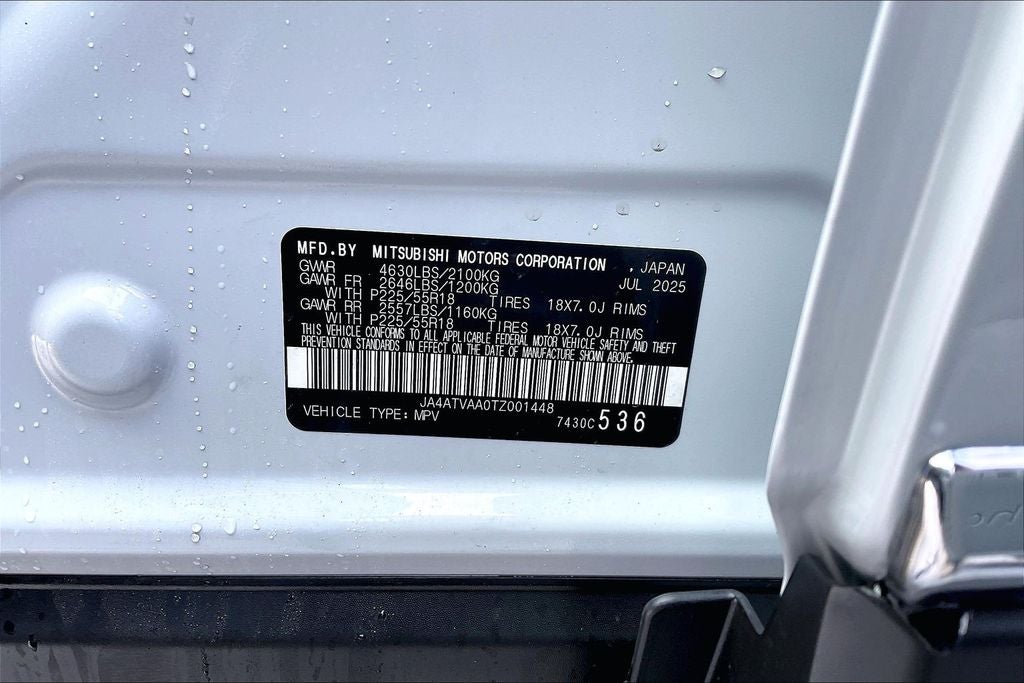 MFD.BY MITSUBISHI MOTORS CORPORATION , JAPAN
GVWR 4630LBS/2100KG JUL 2025
GAWR FR 2646LBS/1200KG
WITH P225/55R18 TIRES 18X7.0J RIMS
GAWR RR 2557LBS/1160KG
WITH P225/55R18 TIRES 18X7.0J RIMS
THIS VEHICLE CONFORMS TO ALL APPLICABLE FEDERAL MOTOR VEHICLE SAFETY AND THEFT
PREVENTION STANDARDS IN EFFECT ON THE DATE OF MANUFACTURE SHOWN ABOVE.
JA4ATVAA0TZ001448
VEHICLE TYPE: MPV 7430C 536